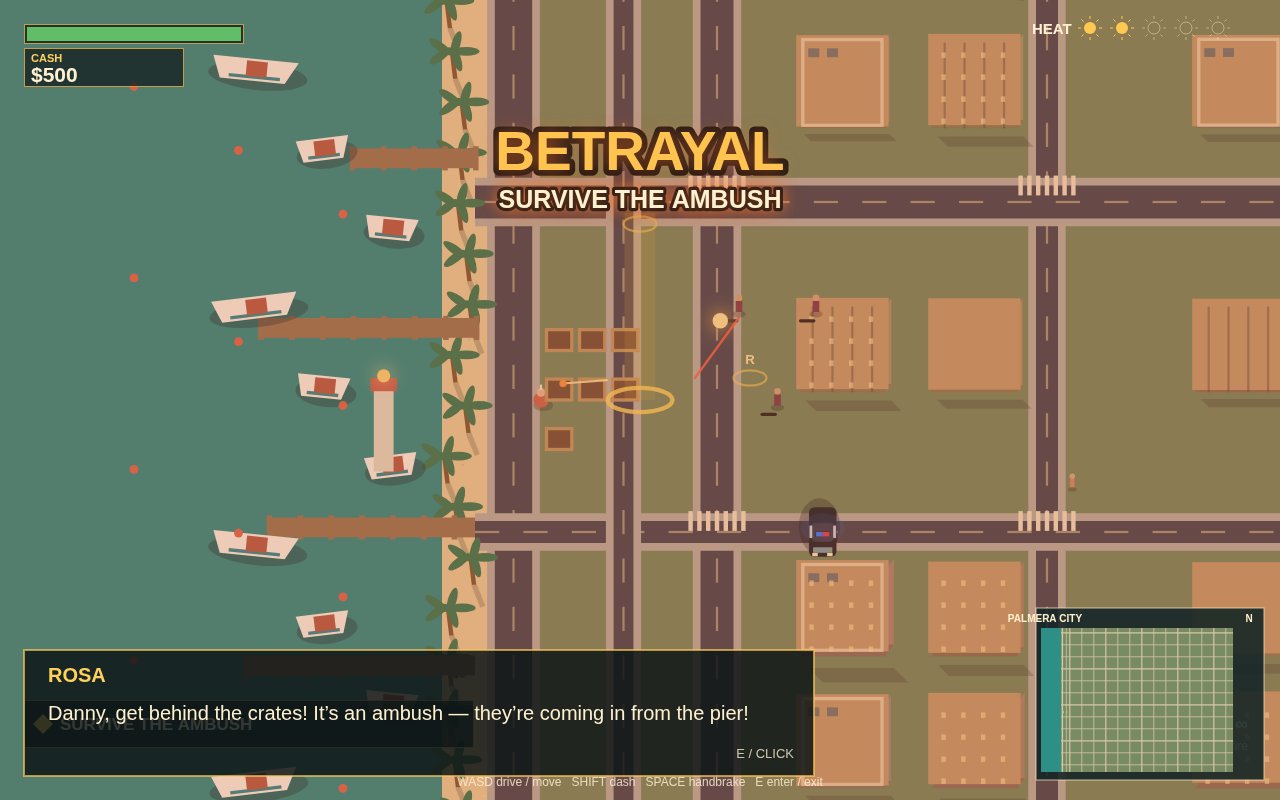 HEAT
CASH
$500
BETRAYAL
SURVIVE THE AMBUSH
R
PALMERA CITY
N
ROSA
Danny, get behind the crates! It’s an ambush — they’re coming in from the pier!
SURVIVE THE AMBUSH
E / CLICK
WASD drive / move SHIFT dash SPACE handbrake E enter / exit